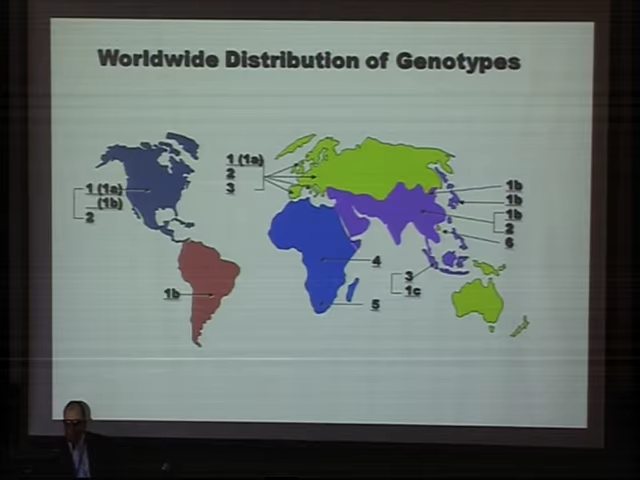 Worldwide Distribution of Genotypes
1 (1a)
(1b)
2
1 (1a)
2
3
1b
1b
1b
2
6
4
3
1c
5
1b